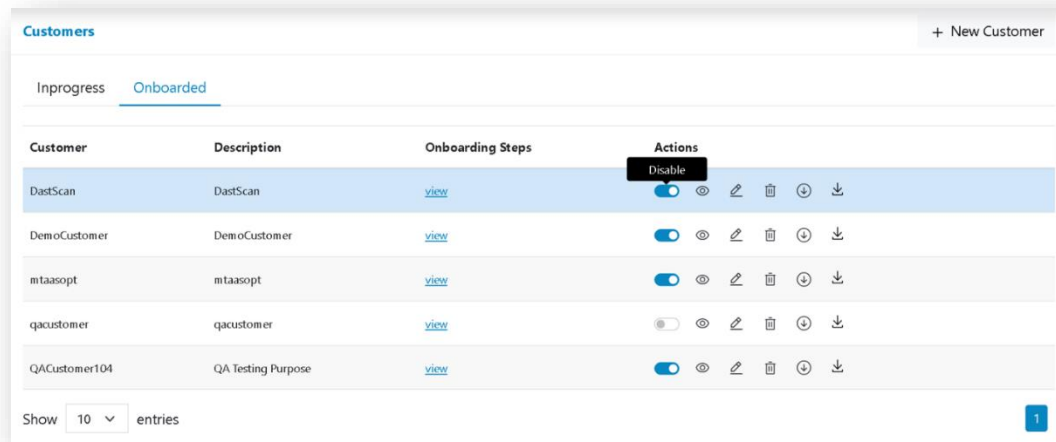 Customers + New Customer
Inprogress Onboarded
Customer Description Onboarding Steps Actions
Disable
DastScan DastScan view
DemoCustomer DemoCustomer view
mtaasopt mtaasopt view
qacustomer qacustomer view
QACustomer104 QA Testing Purpose view
Show 10 entries 1